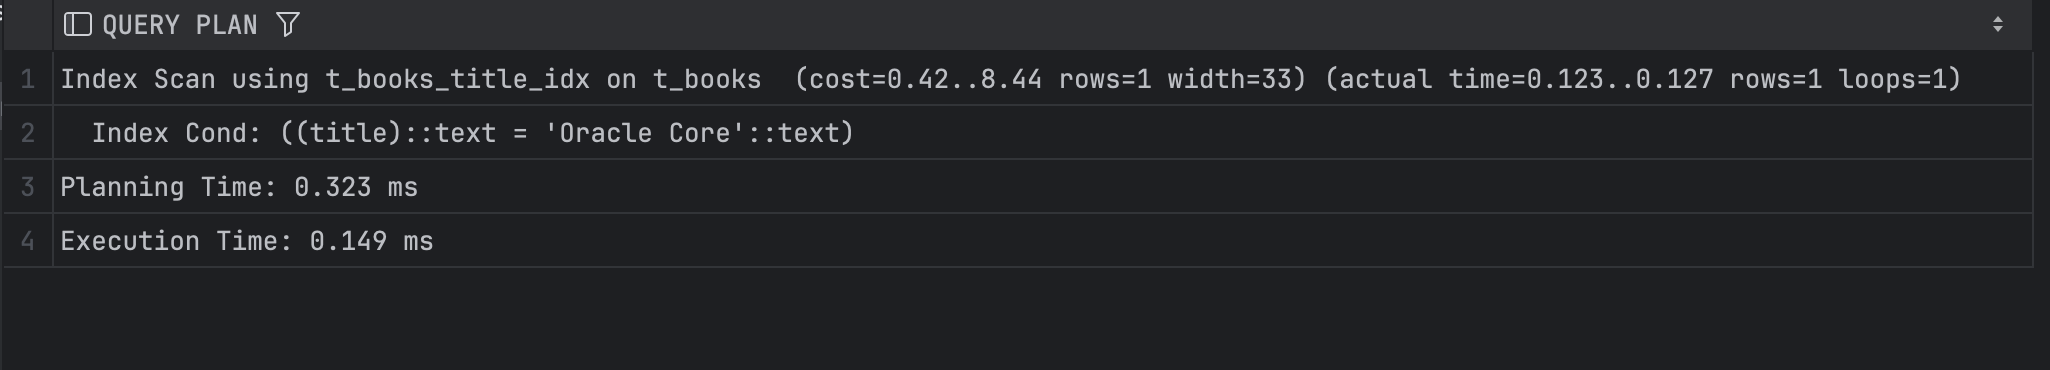 QUERY PLAN
1 Index Scan using t_books_title_idx on t_books  (cost=0.42..8.44 rows=1 width=33) (actual time=0.123..0.127 rows=1 loops=1)
2   Index Cond: ((title)::text = 'Oracle Core'::text)
3 Planning Time: 0.323 ms
4 Execution Time: 0.149 ms